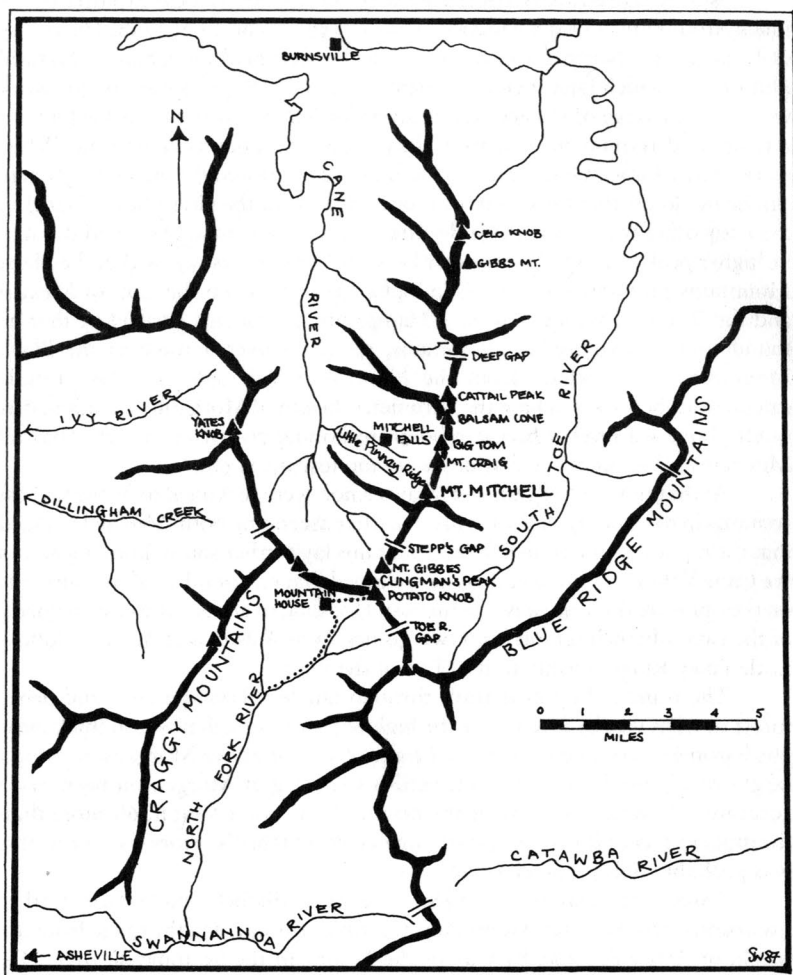 BURNSVILLE
N
CANE
RIVER
CELO KNOB
GIBBS MT.
DEEP GAP
CATTAIL PEAK
BALSAM CONE
BIG TOM
MT. CRAIG
MT. MITCHELL
MITCHELL
FALLS
Little Pinnay Ridge
IVY RIVER
YATES
KNOB
DILLINGHAM CREEK
STEPP'S GAP
MT. GIBBES
CLINGMAN'S PEAK
POTATO KNOB
MOUNTAIN
HOUSE
TOE R.
GAP
SOUTH TOE RIVER
BLUE RIDGE MOUNTAINS
0 1 2 3 4 5
MILES
CRAGGY MOUNTAINS
NORTH FORK RIVER
CATAWBA RIVER
SWANNANOA RIVER
ASHEVILLE
SW87